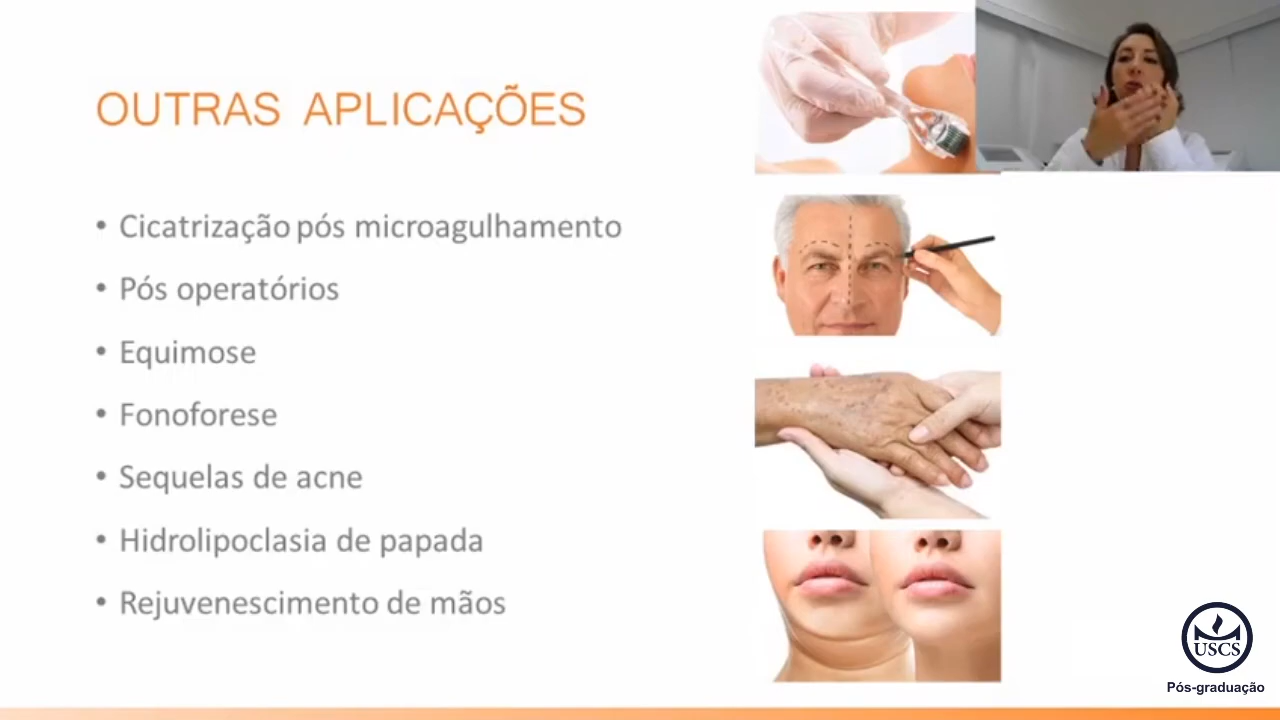 OUTRAS APLICAÇÕES
• Cicatrização pós microagulhamento
• Pós operatórios
• Equimose
• Fonoforese
• Sequelas de acne
• Hidrolipoclasia de papada
• Rejuvenescimento de mãos
USCS
Pós-graduação